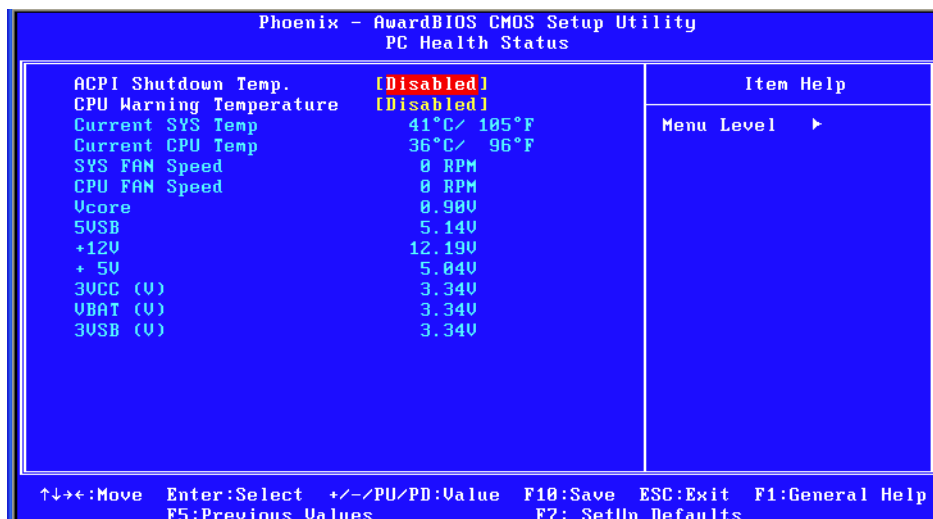 Phoenix - AwardBIOS CMOS Setup Utility
PC Health Status
ACPI Shutdown Temp. [Disabled]
CPU Warning Temperature [Disabled]
Current SYS Temp 41°C/ 105°F
Current CPU Temp 36°C/ 96°F
SYS FAN Speed 0 RPM
CPU FAN Speed 0 RPM
Vcore 0.90V
5VSB 5.14V
+12V 12.19V
+ 5V 5.04V
3VCC (V) 3.34V
VBAT (V) 3.34V
3VSB (V) 3.34V
Item Help
Menu Level ►
↑↓→←:Move Enter:Select +/-/PU/PD:Value F10:Save ESC:Exit F1:General Help
F5:Previous Values F7: SetUp Defaults